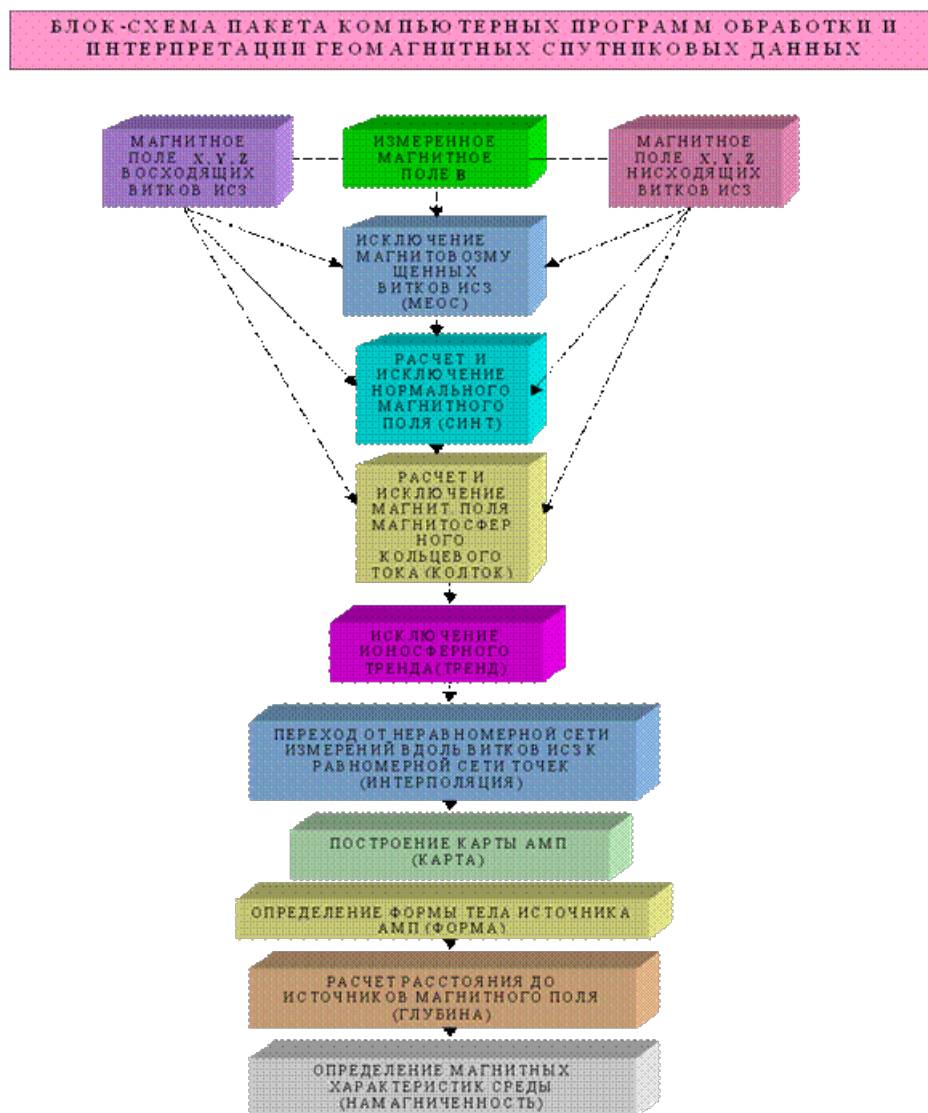 БЛОК-СХЕМА ПАКЕТА КОМПЬЮТЕРНЫХ ПРОГРАММ ОБРАБОТКИ И
ИНТЕРПРЕТАЦИИ ГЕОМАГНИТНЫХ СПУТНИКОВЫХ ДАННЫХ
МАГНИТНОЕ
ПОЛЕ X, Y, Z
ВОСХОДЯЩИХ
ВИТКОВ ИСЗ
ИЗМЕРЕННОЕ
МАГНИТНОЕ
ПОЛЕ В
МАГНИТНОЕ
ПОЛЕ X, Y, Z
НИСХОДЯЩИХ
ВИТКОВ ИСЗ
ИСКЛЮЧЕНИЕ
МАГНИТОВОЗМУ
ЩЕННЫХ
ВИТКОВ ИСЗ
(МЕОС)
РАСЧЕТ И
ИСКЛЮЧЕНИЕ
НОРМАЛЬНОГО
МАГНИТНОГО
ПОЛЯ (СИНТ)
РАСЧЕТ И
ИСКЛЮЧЕНИЕ
МАГНИТ. ПОЛЯ
МАГНИТОСФЕР
НОГО
КОЛЬЦЕВОГО
ТОКА (КОЛТОК)
ИСКЛЮЧЕНИЕ
ИОНОСФЕРНОГО
ТРЕНДА(ТРЕНД)
ПЕРЕХОД ОТ НЕРАВНОМЕРНОЙ СЕТИ
ИЗМЕРЕНИЙ ВДОЛЬ ВИТКОВ ИСЗ К
РАВНОМЕРНОЙ СЕТИ ТОЧЕК
(ИНТЕРПОЛЯЦИЯ)
ПОСТРОЕНИЕ КАРТЫ АМП
(КАРТА)
ОПРЕДЕЛЕНИЕ ФОРМЫ ТЕЛА ИСТОЧНИКА
АМП (ФОРМА)
РАСЧЕТ РАССТОЯНИЯ ДО
ИСТОЧНИКОВ МАГНИТНОГО ПОЛЯ
(ГЛУБИНА)
ОПРЕДЕЛЕНИЕ МАГНИТНЫХ
ХАРАКТЕРИСТИК СРЕДЫ
(НАМАГНИЧЕННОСТЬ)